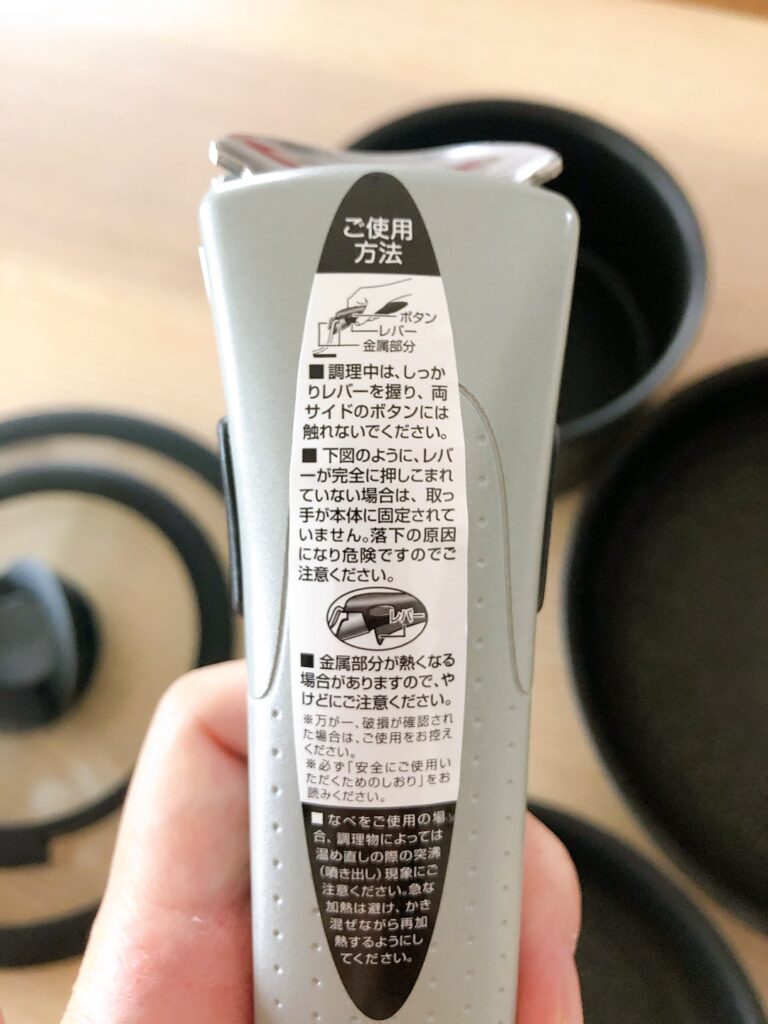 ご使用
方法
ボタン
レバー
金属部分
■調理中は、しっか
りレバーを握り、両
サイドのボタンには
触れないでください。
■下図のように、レバ
ーが完全に押しこまれ
ていない場合は、取っ
手が本体に固定されて
いません。落下の原因
になり危険ですのでご
注意ください。
レバー
■金属部分が熱くなる
場合がありますので、や
けどにご注意ください。
※万が一、破損が確認され
た場合は、ご使用をお控え
ください。
※必ず「安全にご使用い
ただくためのしおり」をお
読みください。
■なべをご使用の場
合、調理物によっては
温め直しの際の突沸
(噴き出し)現象にご
注意ください。急な
加熱は避け、かき
混ぜながら再加
熱するようにし
てください。